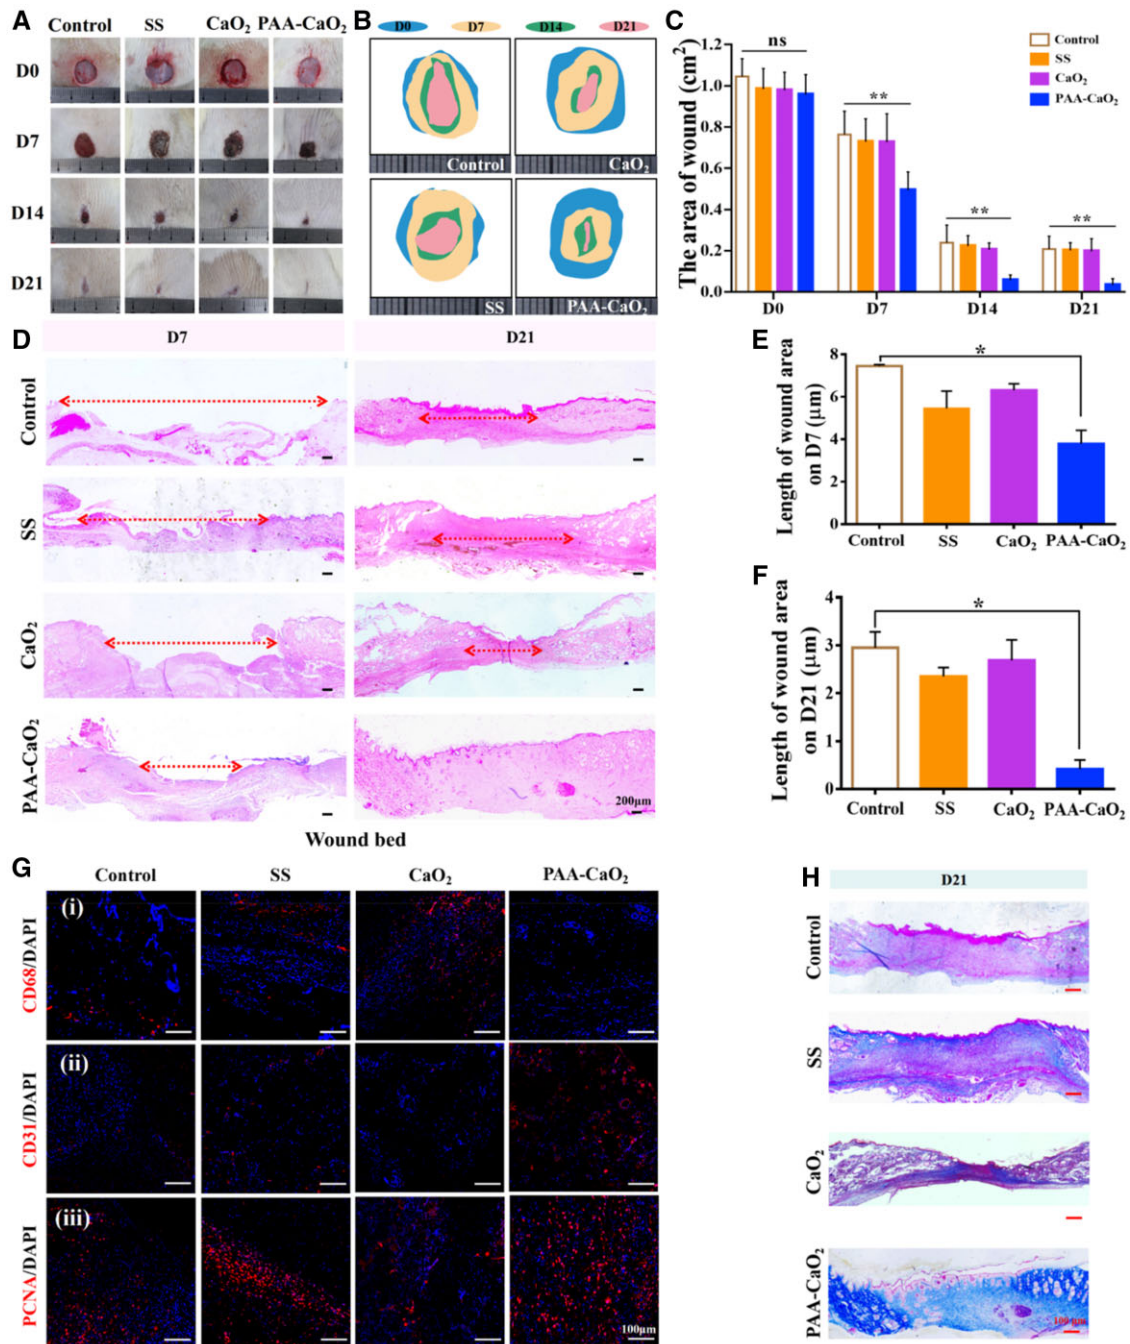 A
Control SS CaO₂ PAA-CaO₂
D0
D7
D14
D21
B
D0 D7 D14 D21
Control
CaO₂
SS
PAA-CaO₂
C
The area of wound (cm²)
1.2
1.0
0.8
0.6
0.4
0.2
0.0
ns
**
**
**
D0 D7 D14 D21
Control
SS
CaO₂
PAA-CaO₂
D
D7 D21
Control
SS
CaO₂
PAA-CaO₂
200μm
Wound bed
E
Length of wound area
on D7 (μm)
8
6
4
2
0
*
Control SS CaO₂ PAA-CaO₂
F
Length of wound area
on D21 (μm)
3
2
1
0
*
Control SS CaO₂ PAA-CaO₂
G
Control SS CaO₂ PAA-CaO₂
(i)
CD68/DAPI
(ii)
CD31/DAPI
(iii)
PCNA/DAPI
100μm
H
D21
Control
SS
CaO₂
PAA-CaO₂
100 μm